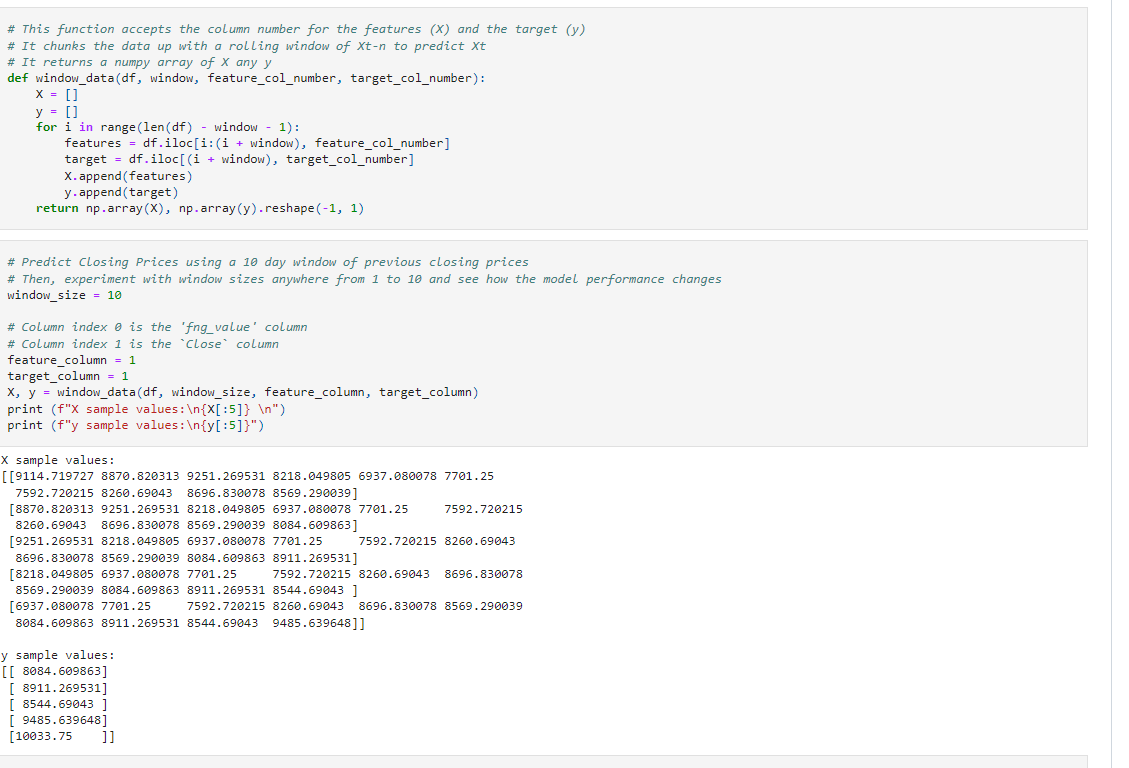 # This function accepts the column number for the features (X) and the target (y)
# It chunks the data up with a rolling window of Xt-n to predict Xt
# It returns a numpy array of X any y
def window_data(df, window, feature_col_number, target_col_number):
    X = []
    y = []
    for i in range(len(df) - window - 1):
        features = df.iloc[i:(i + window), feature_col_number]
        target = df.iloc[(i + window), target_col_number]
        X.append(features)
        y.append(target)
    return np.array(X), np.array(y).reshape(-1, 1)
# Predict Closing Prices using a 10 day window of previous closing prices
# Then, experiment with window sizes anywhere from 1 to 10 and see how the model performance changes
window_size = 10
# Column index 0 is the 'fng_value' column
# Column index 1 is the `Close` column
feature_column = 1
target_column = 1
X, y = window_data(df, window_size, feature_column, target_column)
print (f"X sample values:\n{X[:5]} \n")
print (f"y sample values:\n{y[:5]}")
X sample values:
[[9114.719727 8870.820313 9251.269531 8218.049805 6937.080078 7701.25
  7592.720215 8260.69043  8696.830078 8569.290039]
 [8870.820313 9251.269531 8218.049805 6937.080078 7701.25     7592.720215
  8260.69043  8696.830078 8569.290039 8084.609863]
 [9251.269531 8218.049805 6937.080078 7701.25     7592.720215 8260.69043
  8696.830078 8569.290039 8084.609863 8911.269531]
 [8218.049805 6937.080078 7701.25     7592.720215 8260.69043  8696.830078
  8569.290039 8084.609863 8911.269531 8544.69043 ]
 [6937.080078 7701.25     7592.720215 8260.69043  8696.830078 8569.290039
  8084.609863 8911.269531 8544.69043  9485.639648]]
y sample values:
[[ 8084.609863]
 [ 8911.269531]
 [ 8544.69043 ]
 [ 9485.639648]
 [10033.75    ]]